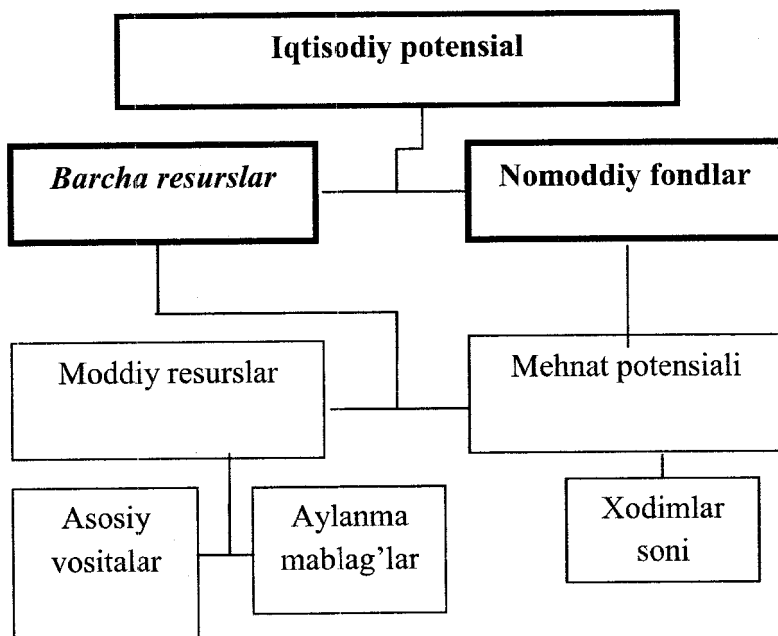 Iqtisodiy potensial
Barcha resurslar
Nomoddiy fondlar
Moddiy resurslar
Mehnat potensiali
Asosiy
vositalar
Aylanma
mablag'lar
Xodimlar
soni